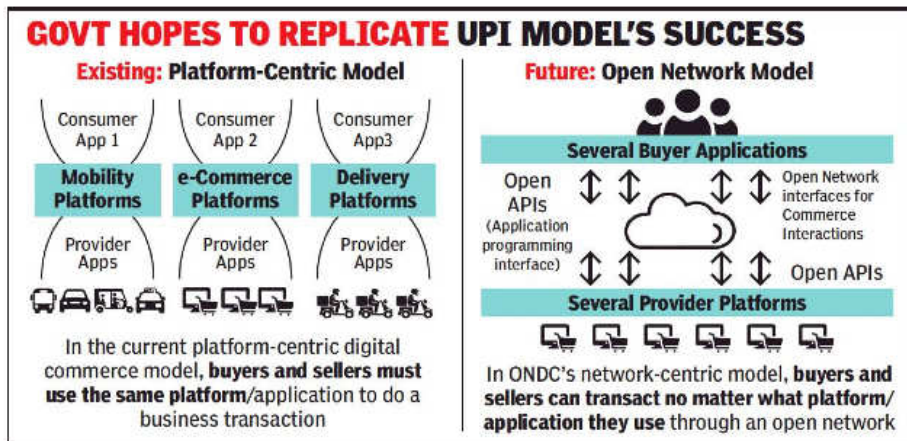 GOVT HOPES TO REPLICATE UPI MODEL'S SUCCESS
Existing: Platform-Centric Model
Consumer
App 1
Consumer
App 2
Consumer
App3
Mobility
Platforms
e-Commerce
Platforms
Delivery
Platforms
Provider
Apps
Provider
Apps
Provider
Apps
In the current platform-centric digital
commerce model, buyers and sellers must
use the same platform/application to do a
business transaction
Future: Open Network Model
Several Buyer Applications
Open
APIs
(Application
programming
interface)
Open Network
interfaces for
Commerce
Interactions
Open APIs
Several Provider Platforms
In ONDC's network-centric model, buyers and
sellers can transact no matter what platform/
application they use through an open network